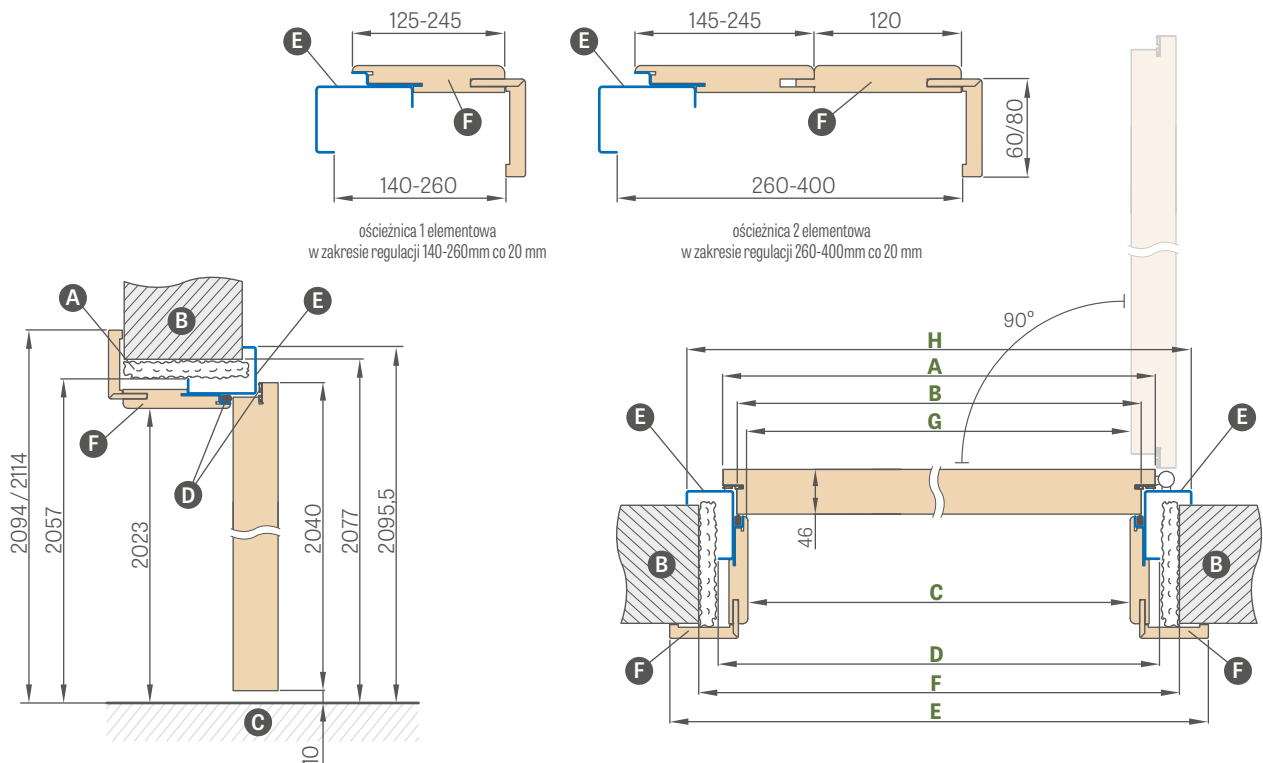 125-245
145-245
120
E
E
F
F
60/80
140-260
260-400
ościeżnica 1 elementowa
w zakresie regulacji 140-260mm co 20 mm
ościeżnica 2 elementowa
w zakresie regulacji 260-400mm co 20 mm
A
B
E
F
D
C
2094 / 2114
2057
2023
2040
2077
2095,5
10
90°
H
A
B
G
E
E
46
B
B
C
F
F
D
F
E